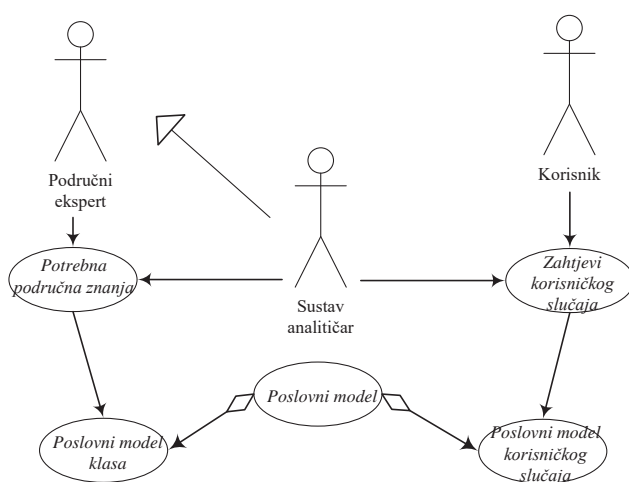 Područni
ekspert
Korisnik
Potrebna
područna znanja
Sustav
analitičar
Zahtjevi
korisničkog
slučaja
Poslovni model
Poslovni model
klasa
Poslovni model
korisničkog
slučaja